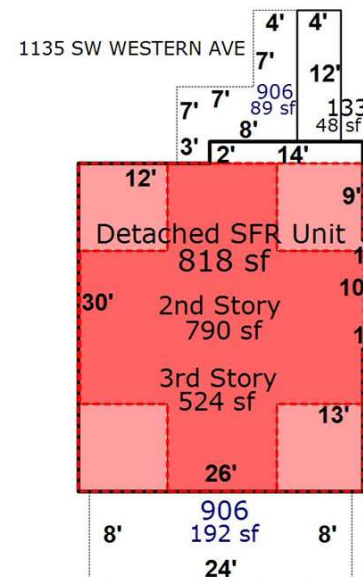 4' 4'
1135 SW WESTERN AVE
7' 12'
906
89 sf
7' 7'
133
48 sf
8'
3' 2' 14'
12' 9'
Detached SFR Unit
818 sf
30' 10
2nd Story
790 sf
3rd Story
524 sf
13'
26'
906
192 sf
8' 8'
24'